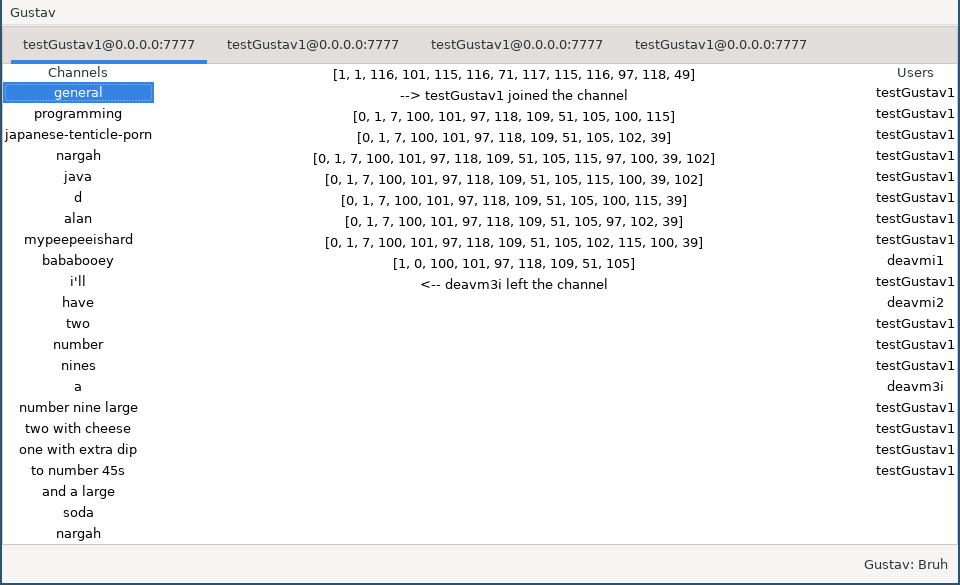 Gustav
testGustav1@0.0.0.0:7777 testGustav1@0.0.0.0:7777 testGustav1@0.0.0.0:7777 testGustav1@0.0.0.0:7777
Channels
general
programming
japanese-tenticle-porn
nargah
java
d
alan
mypeepeeishard
bababooey
i'll
have
two
number
nines
a
number nine large
two with cheese
one with extra dip
to number 45s
and a large
soda
nargah
[1, 1, 116, 101, 115, 116, 71, 117, 115, 116, 97, 118, 49]
--> testGustav1 joined the channel
[0, 1, 7, 100, 101, 97, 118, 109, 51, 105, 100, 115]
[0, 1, 7, 100, 101, 97, 118, 109, 51, 105, 102, 39]
[0, 1, 7, 100, 101, 97, 118, 109, 51, 105, 115, 97, 100, 39, 102]
[0, 1, 7, 100, 101, 97, 118, 109, 51, 105, 115, 100, 39, 102]
[0, 1, 7, 100, 101, 97, 118, 109, 51, 105, 100, 115, 39]
[0, 1, 7, 100, 101, 97, 118, 109, 51, 105, 97, 102, 39]
[0, 1, 7, 100, 101, 97, 118, 109, 51, 105, 102, 115, 100, 39]
[1, 0, 100, 101, 97, 118, 109, 51, 105]
<-- deavm3i left the channel
Users
testGustav1
testGustav1
testGustav1
testGustav1
testGustav1
testGustav1
testGustav1
testGustav1
deavmi1
testGustav1
deavmi2
testGustav1
testGustav1
testGustav1
deavm3i
testGustav1
testGustav1
testGustav1
testGustav1
Gustav: Bruh